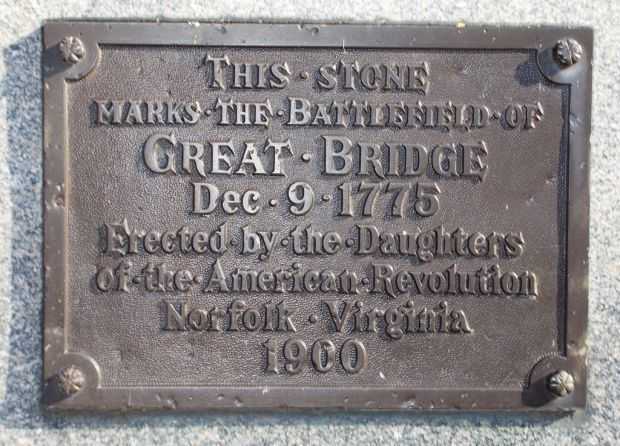 THIS · STONE
MARKS · THE · BATTLEFIELD · OF
GREAT · BRIDGE
Dec · 9 · 1775
Erected · by · the · Daughters
of · the · American · Revolution
Norfolk · Virginia
1900